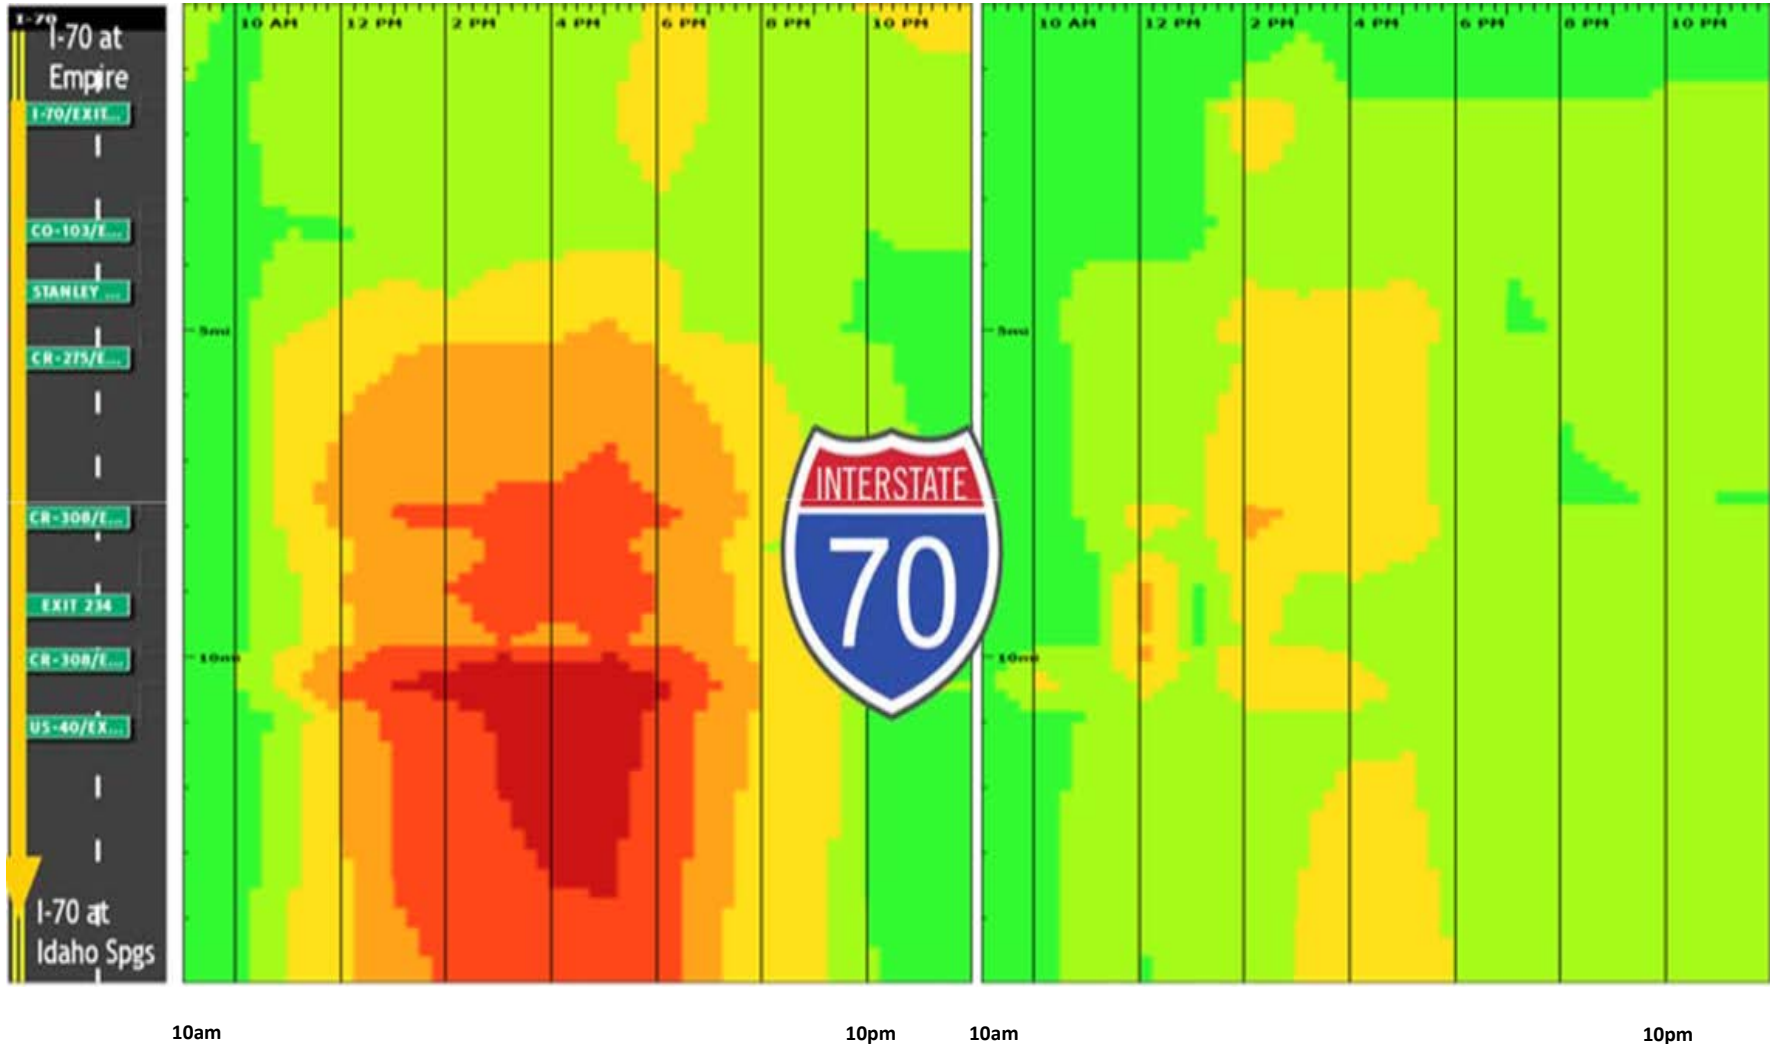 I-70
I-70 at
Empire
I-70/EXIT...
CO-103/E...
STANLEY ...
CR-275/E...
CR-308/E...
EXIT 234
CR-308/E...
US-40/EX...
I-70 at
Idaho Spgs
10 AM 12 PM 2 PM 4 PM 6 PM 8 PM 10 PM
5mi
10mi
INTERSTATE
70
10 AM 12 PM 2 PM 4 PM 6 PM 8 PM 10 PM
5mi
10mi
10am 10pm 10am 10pm